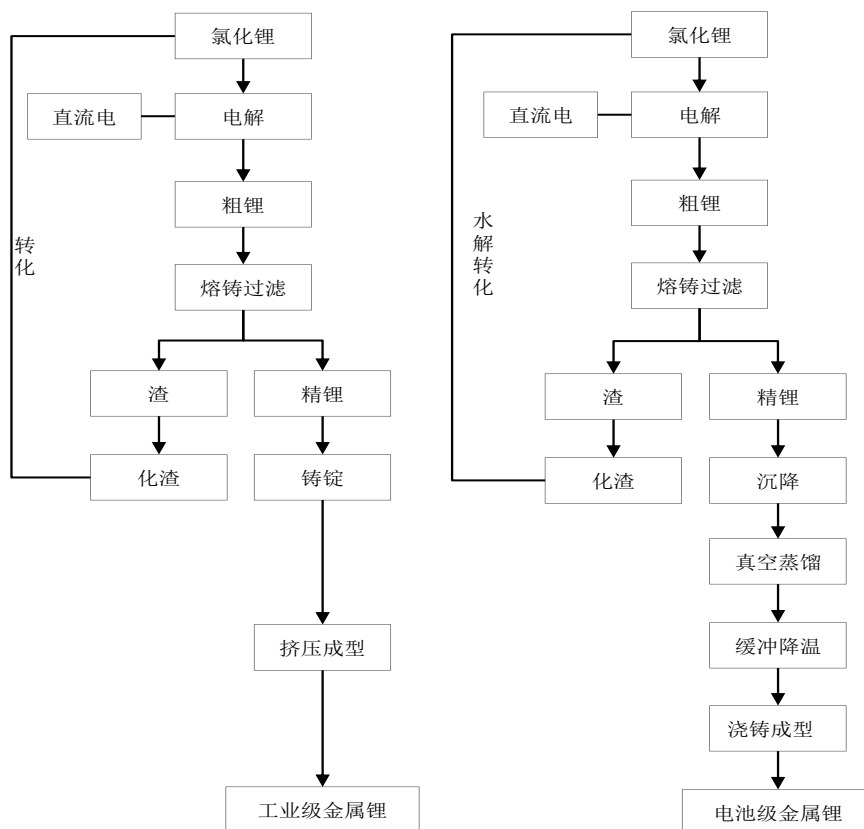 氯化锂
直流电
电解
粗锂
转化
熔铸过滤
渣
精锂
化渣
铸锭
挤压成型
工业级金属锂
氯化锂
直流电
电解
粗锂
水解转化
熔铸过滤
渣
精锂
化渣
沉降
真空蒸馏
缓冲降温
浇铸成型
电池级金属锂